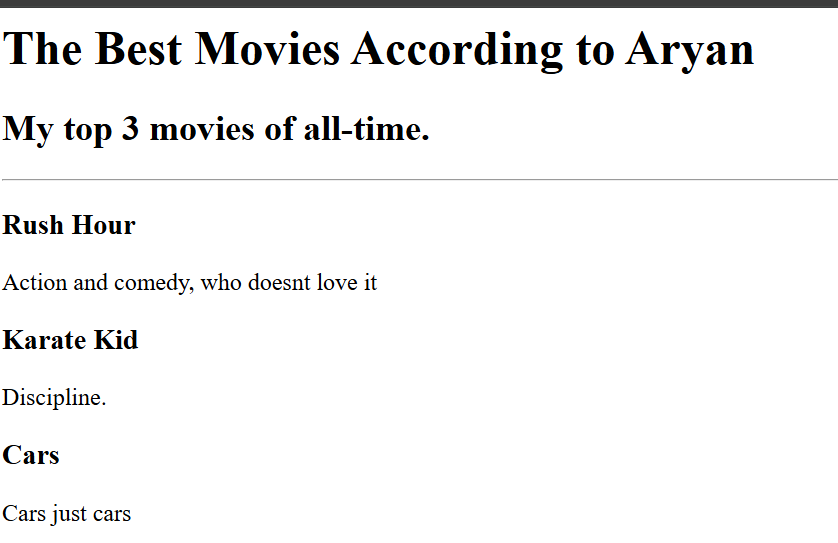 The Best Movies According to Aryan
My top 3 movies of all-time.
Rush Hour
Action and comedy, who doesnt love it
Karate Kid
Discipline.
Cars
Cars just cars